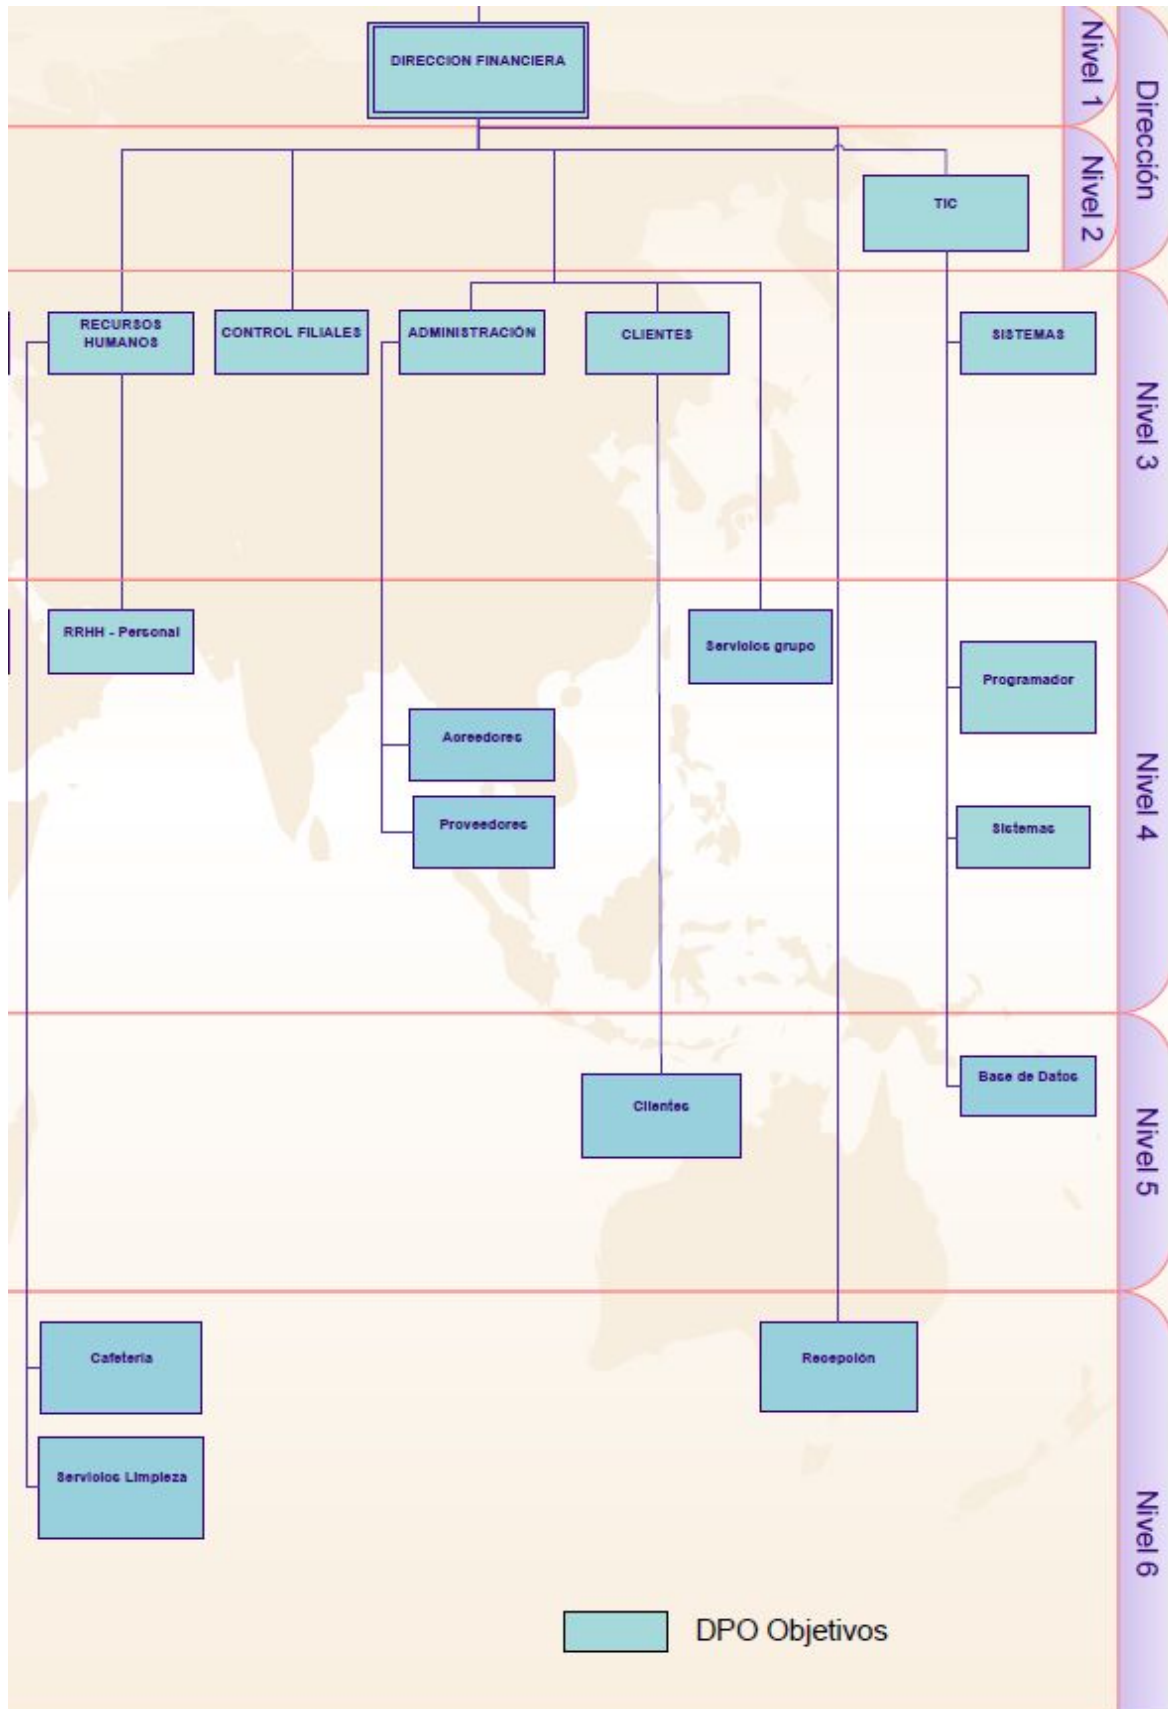 DIRECCION FINANCIERA
Nivel 1
Dirección
Nivel 2
TIC
RECURSOS
HUMANOS
CONTROL FILIALES
ADMINISTRACIÓN
CLIENTES
SISTEMAS
Nivel 3
RRHH - Personal
Servicios grupo
Programador
Acreedores
Proveedores
Sistemas
Nivel 4
Base de Datos
Clientes
Nivel 5
Cafetería
Recepción
Servicios Limpieza
Nivel 6
DPO Objetivos